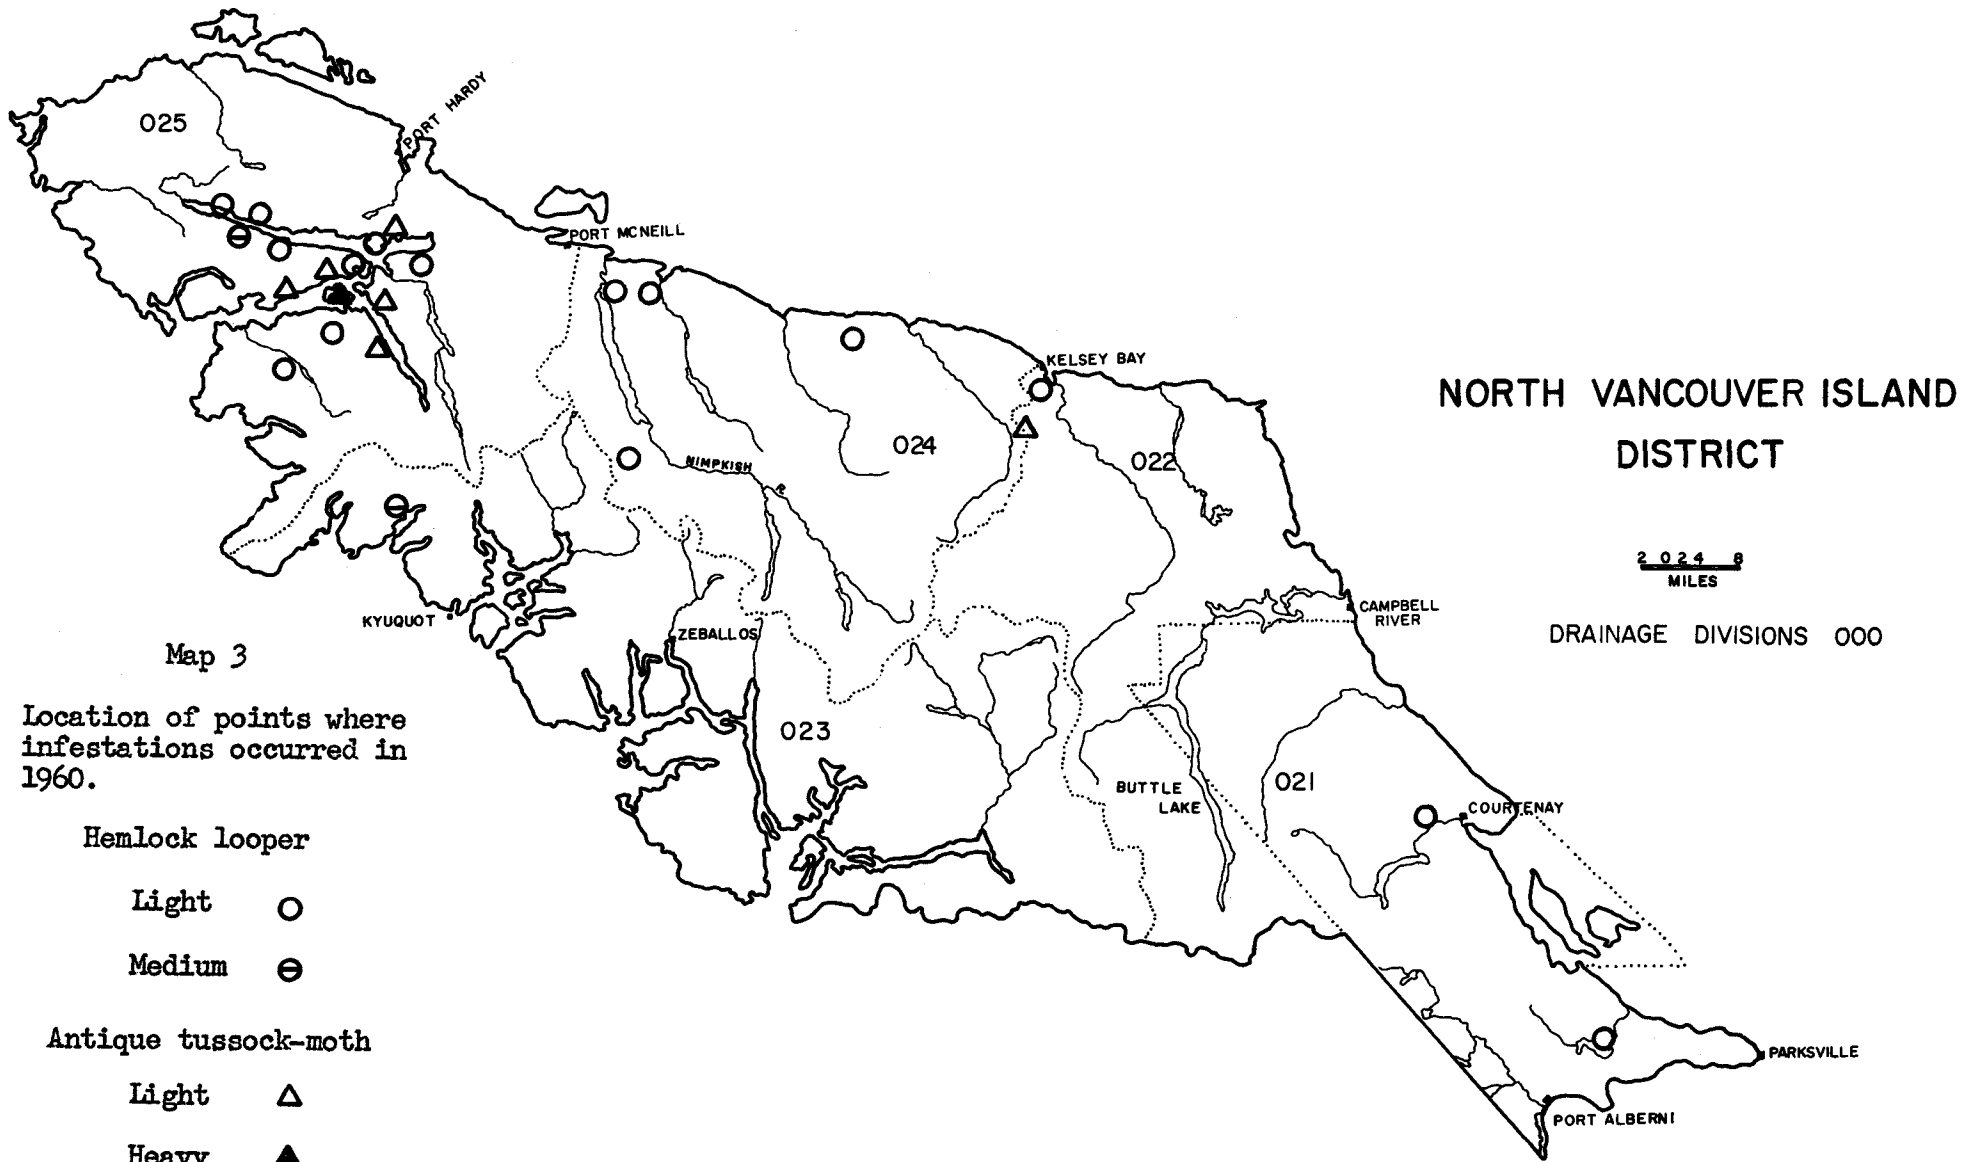 025
PORT HARDY
PORT MCNEILL
KELSEY BAY
NORTH VANCOUVER ISLAND
DISTRICT
024
022
NIMPKISH R.
2 0 2 4 8
MILES
CAMPBELL
RIVER
DRAINAGE DIVISIONS 000
KYUQUOT
ZEBALLOS
Map 3
Location of points where
infestations occurred in
1960.
023
BUTTLE
LAKE
021
COURTENAY
Hemlock looper
Light
Medium
Antique tussock-moth
Light
Heavy
PARKSVILLE
PORT ALBERNI